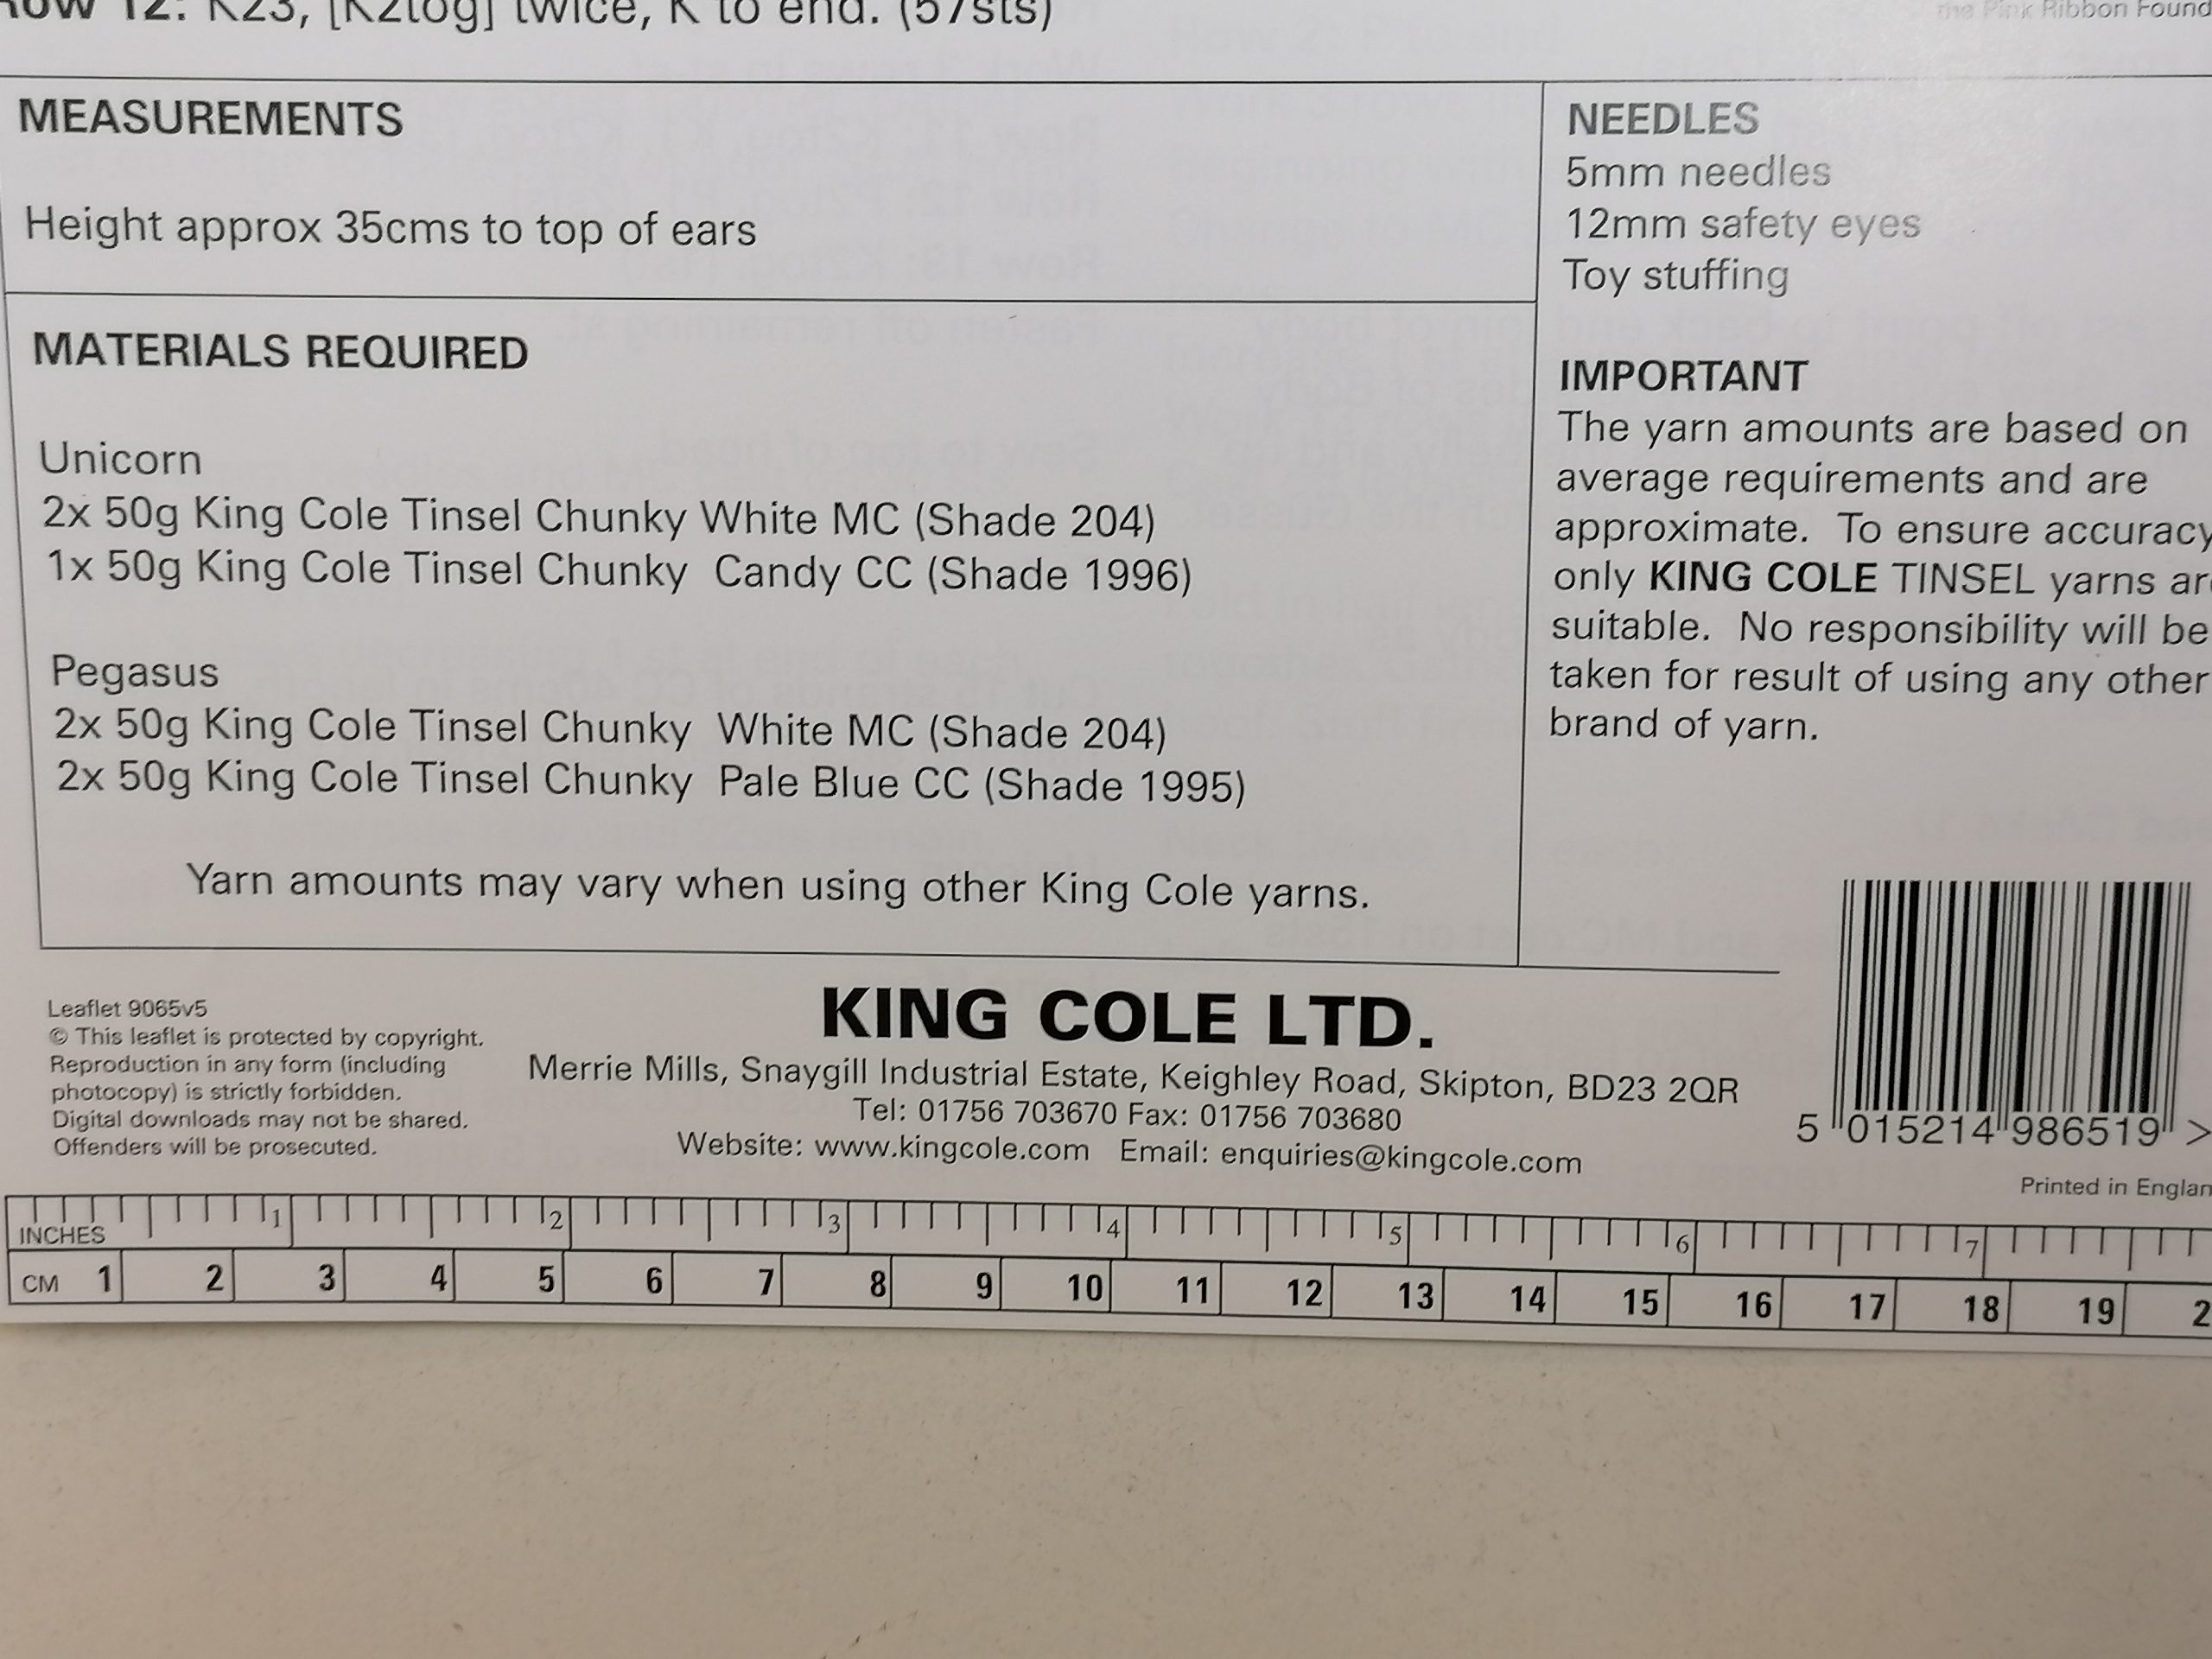 Row 12: K23, [K2tog] twice, K to end. (57sts)
the Pink Ribbon Found
MEASUREMENTS
Height approx 35cms to top of ears
MATERIALS REQUIRED
Unicorn
2x 50g King Cole Tinsel Chunky White MC (Shade 204)
1x 50g King Cole Tinsel Chunky Candy CC (Shade 1996)
Pegasus
2x 50g King Cole Tinsel Chunky White MC (Shade 204)
2x 50g King Cole Tinsel Chunky Pale Blue CC (Shade 1995)
Yarn amounts may vary when using other King Cole yarns.
NEEDLES
5mm needles
12mm safety eyes
Toy stuffing
IMPORTANT
The yarn amounts are based on
average requirements and are
approximate. To ensure accuracy
only KING COLE TINSEL yarns are
suitable. No responsibility will be
taken for result of using any other
brand of yarn.
Leaflet 9065v5
© This leaflet is protected by copyright.
Reproduction in any form (including
photocopy) is strictly forbidden.
Digital downloads may not be shared.
Offenders will be prosecuted.
KING COLE LTD.
Merrie Mills, Snaygill Industrial Estate, Keighley Road, Skipton, BD23 2QR
Tel: 01756 703670 Fax: 01756 703680
Website: www.kingcole.com Email: enquiries@kingcole.com
5 015214 986519 >
Printed in Englan
1 2 3 4 5 6 7
INCHES
CM 1 2 3 4 5 6 7 8 9 10 11 12 13 14 15 16 17 18 19 2